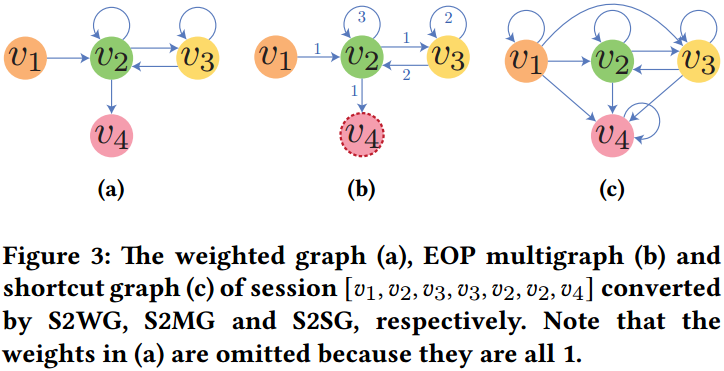 v1 v2 v3 v1 1 v2 3 1 v3 2 2 v1 v2 v3
1
v4 v4 v4
(a) (b) (c)
Figure 3: The weighted graph (a), EOP multigraph (b) and
shortcut graph (c) of session [v1, v2, v3, v3, v2, v2, v4] converted
by S2WG, S2MG and S2SG, respectively. Note that the
weights in (a) are omitted because they are all 1.